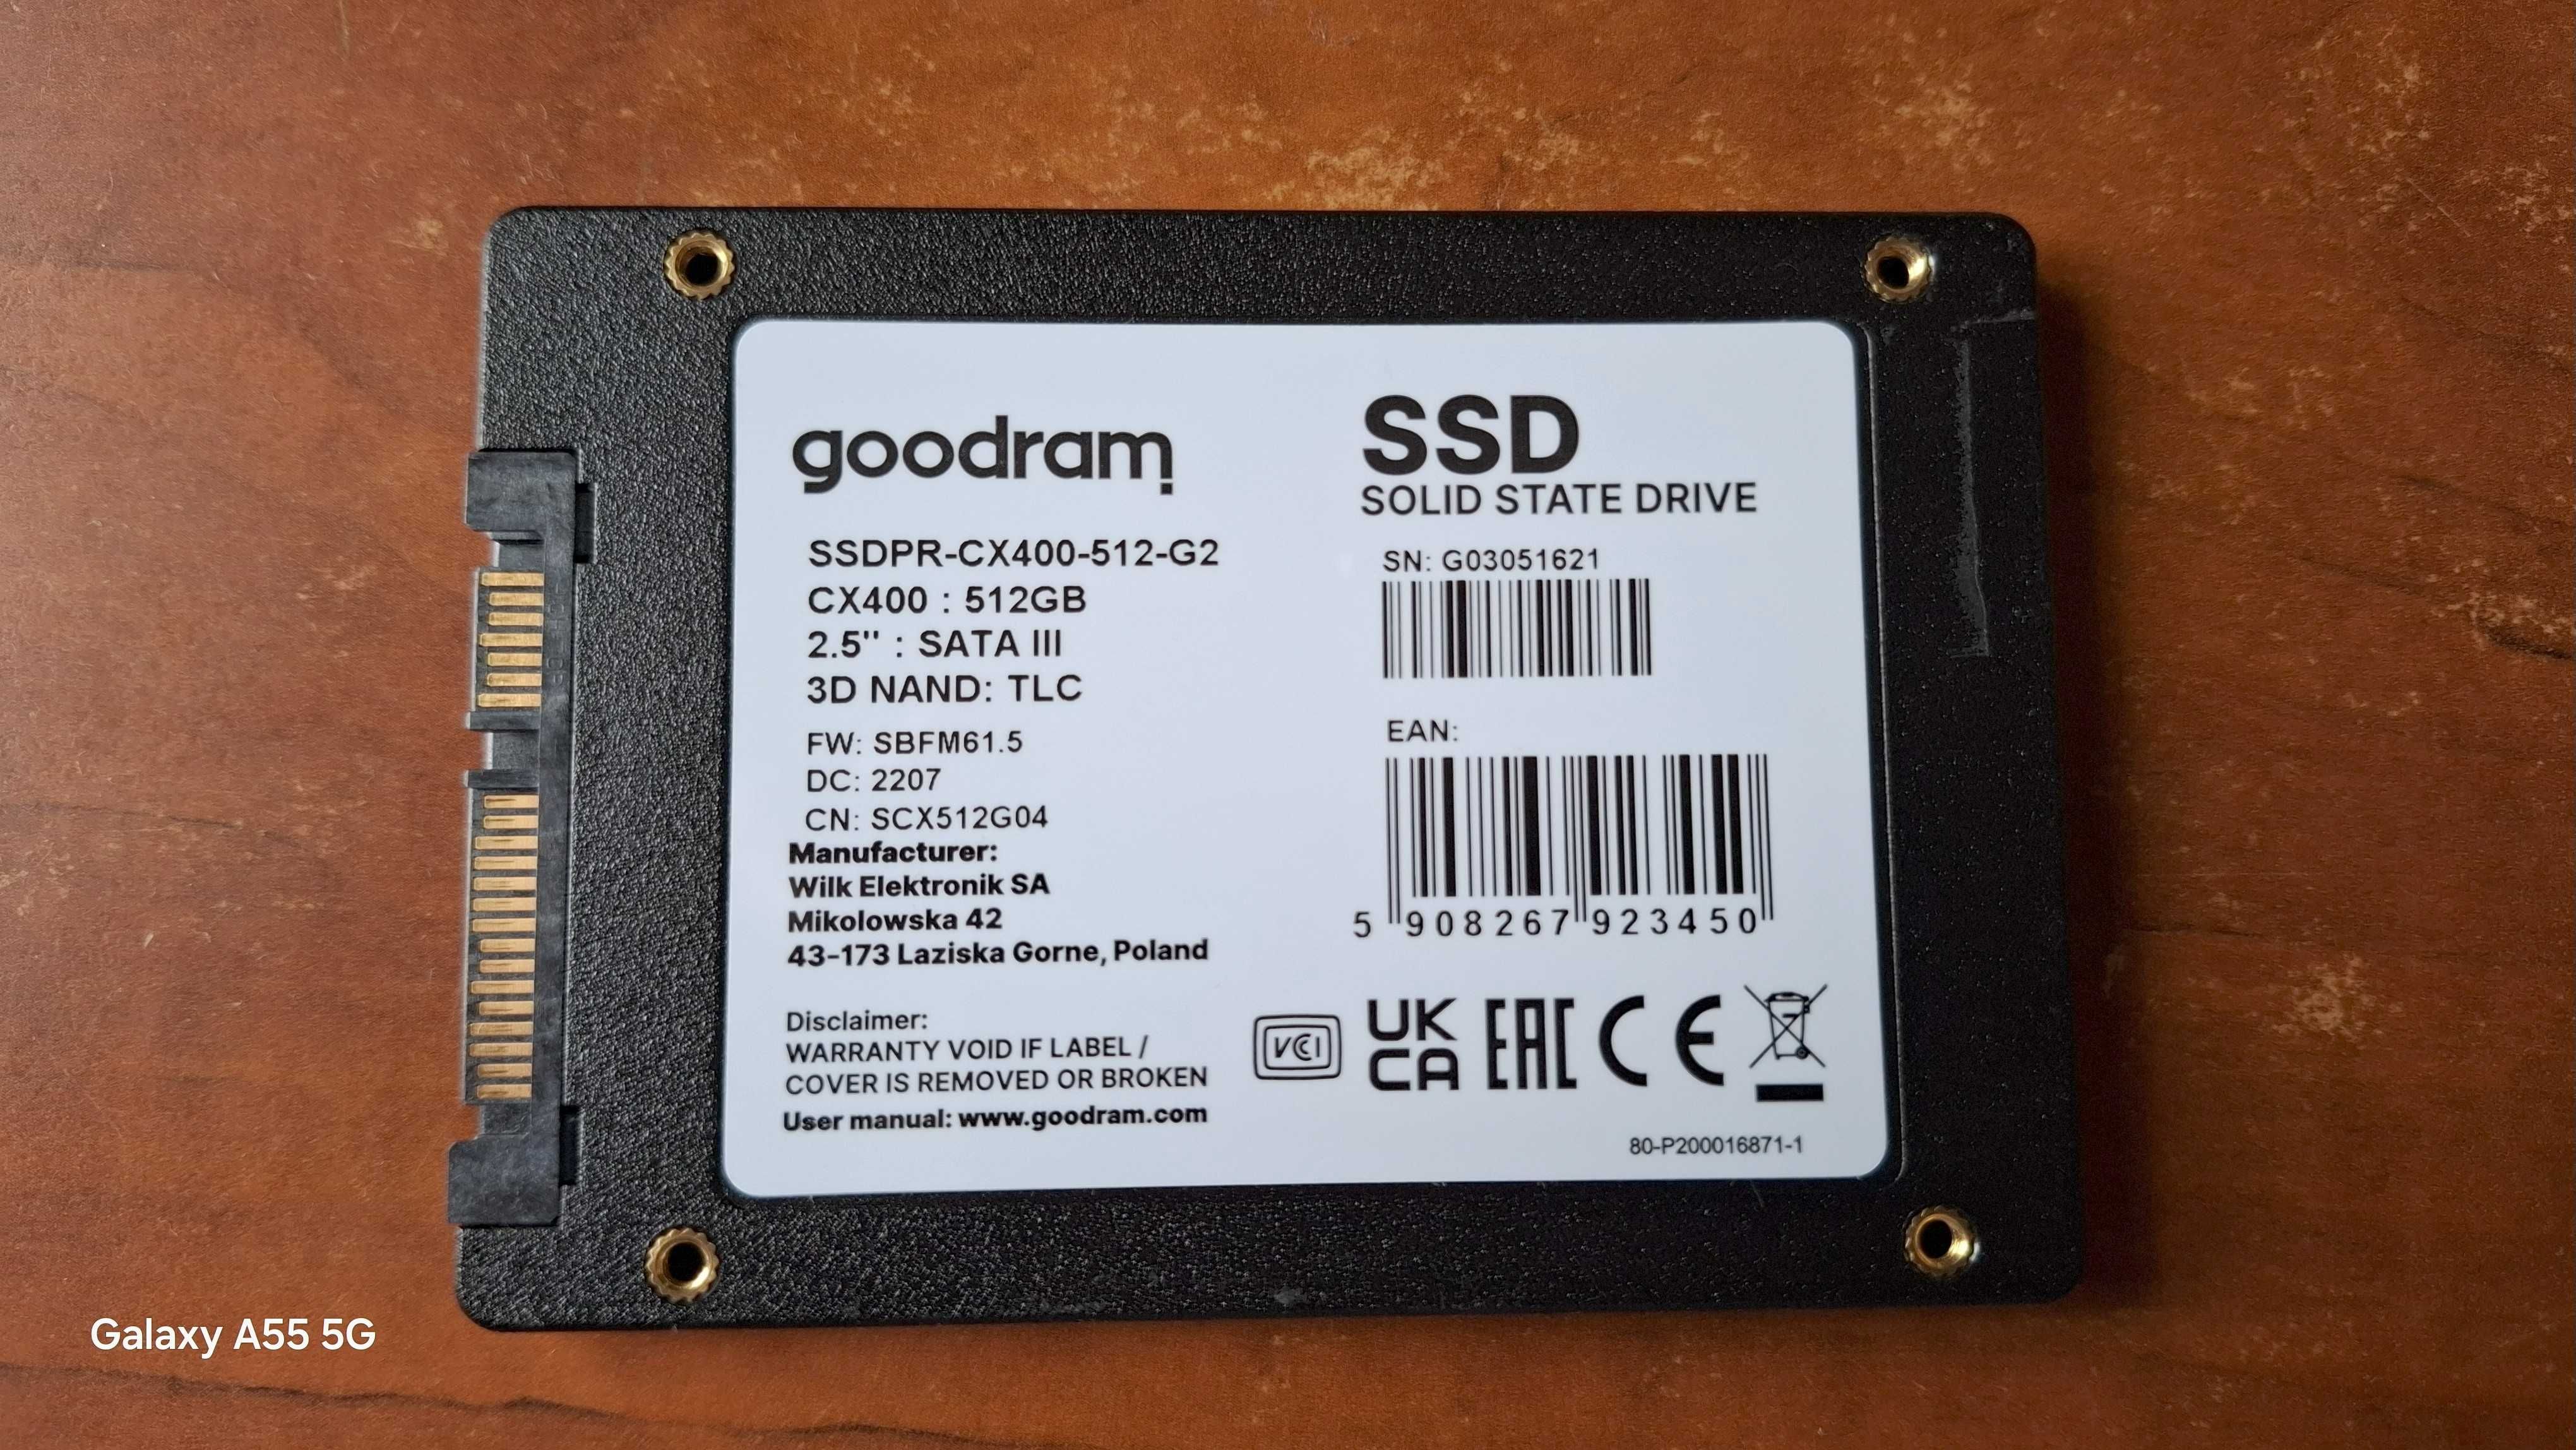 goodram
SSDPR-CX400-512-G2
CX400 : 512GB
2.5'' : SATA III
3D NAND: TLC
FW: SBFM61.5
DC: 2207
CN: SCX512G04
Manufacturer:
Wilk Elektronik SA
Mikolowska 42
43-173 Laziska Gorne, Poland
Disclaimer:
WARRANTY VOID IF LABEL /
COVER IS REMOVED OR BROKEN
User manual: www.goodram.com
SSD
SOLID STATE DRIVE
SN: G03051621
EAN:
5 908267 923450
VCI
UK
CA
EAC
CE
80-P200016871-1
Galaxy A55 5G